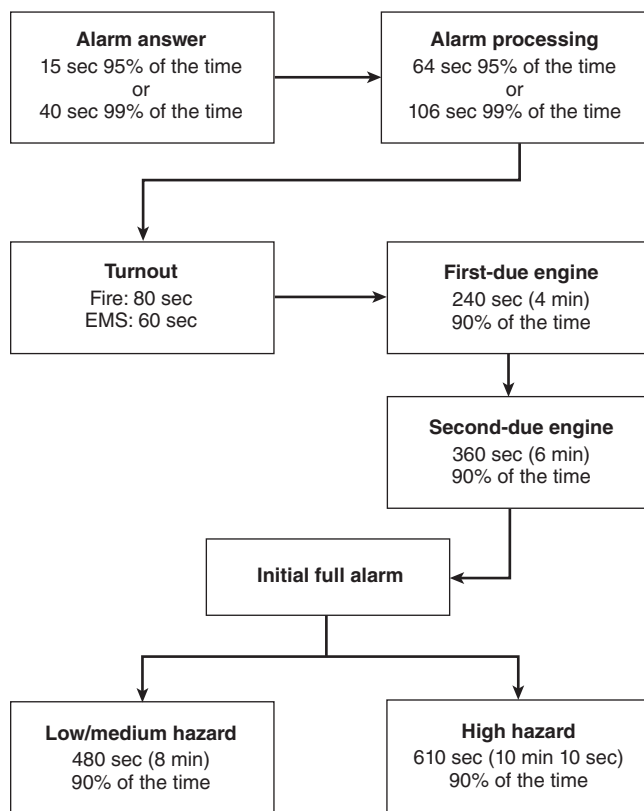 Alarm answer
15 sec 95% of the time
or
40 sec 99% of the time
Alarm processing
64 sec 95% of the time
or
106 sec 99% of the time
Turnout
Fire: 80 sec
EMS: 60 sec
First-due engine
240 sec (4 min)
90% of the time
Second-due engine
360 sec (6 min)
90% of the time
Initial full alarm
Low/medium hazard
480 sec (8 min)
90% of the time
High hazard
610 sec (10 min 10 sec)
90% of the time